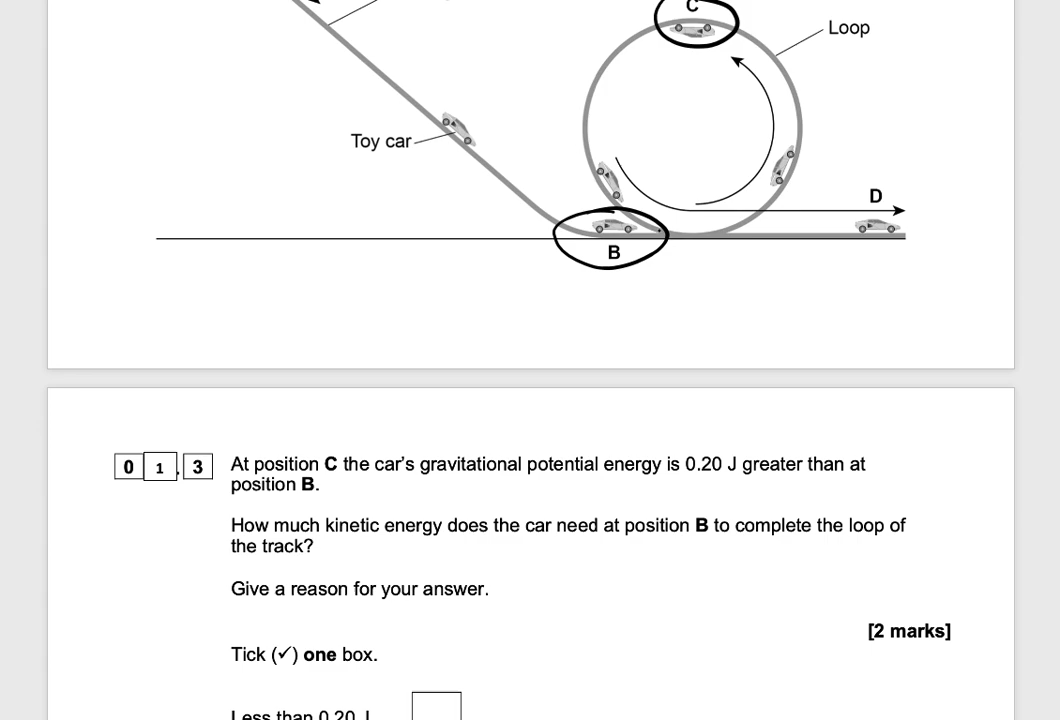 C
Loop
Toy car
D
B
0 1 . 3 At position C the car's gravitational potential energy is 0.20 J greater than at
position B.
How much kinetic energy does the car need at position B to complete the loop of
the track?
Give a reason for your answer.
[2 marks]
Tick (✓) one box.
Less than 0.20 J